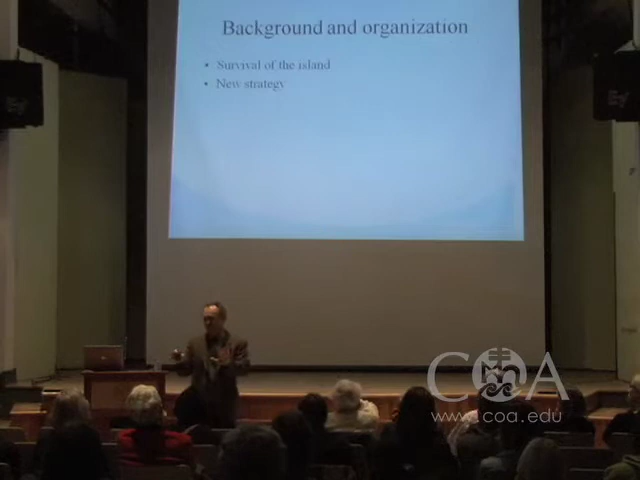 Background and organization
• Survival of the island
• New strategy
COA
www.coa.edu